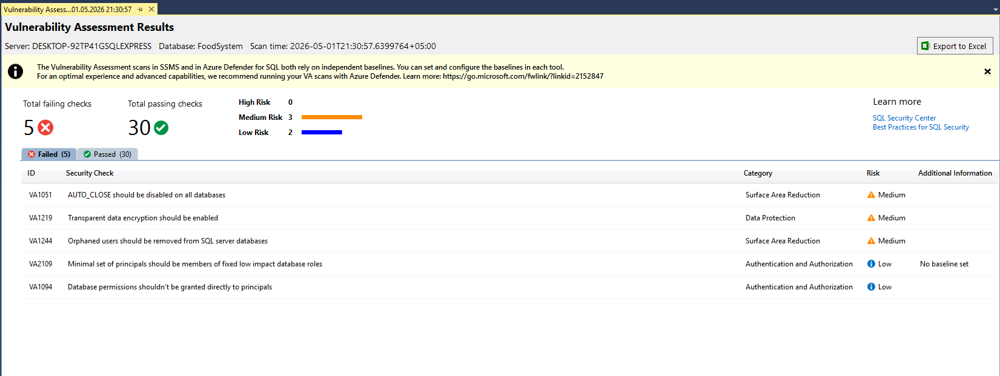 Vulnerability Assess...01.05.2026 21:30:57
Vulnerability Assessment Results
Server: DESKTOP-92TP41GSQLEXPRESS Database: FoodSystem Scan time: 2026-05-01T21:30:57.6399764+05:00
Export to Excel
The Vulnerability Assessment scans in SSMS and in Azure Defender for SQL both rely on independent baselines. You can set and configure the baselines in each tool.
For an optimal experience and advanced capabilities, we recommend running your VA scans with Azure Defender. Learn more: https://go.microsoft.com/fwlink/?linkid=2152847
Total failing checks
5
Total passing checks
30
High Risk 0
Medium Risk 3
Low Risk 2
Learn more
SQL Security Center
Best Practices for SQL Security
Failed (5) Passed (30)
ID Security Check Category Risk Additional Information
VA1051 AUTO_CLOSE should be disabled on all databases Surface Area Reduction Medium
VA1219 Transparent data encryption should be enabled Data Protection Medium
VA1244 Orphaned users should be removed from SQL server databases Surface Area Reduction Medium
VA2109 Minimal set of principals should be members of fixed low impact database roles Authentication and Authorization Low No baseline set
VA1094 Database permissions shouldn't be granted directly to principals Authentication and Authorization Low